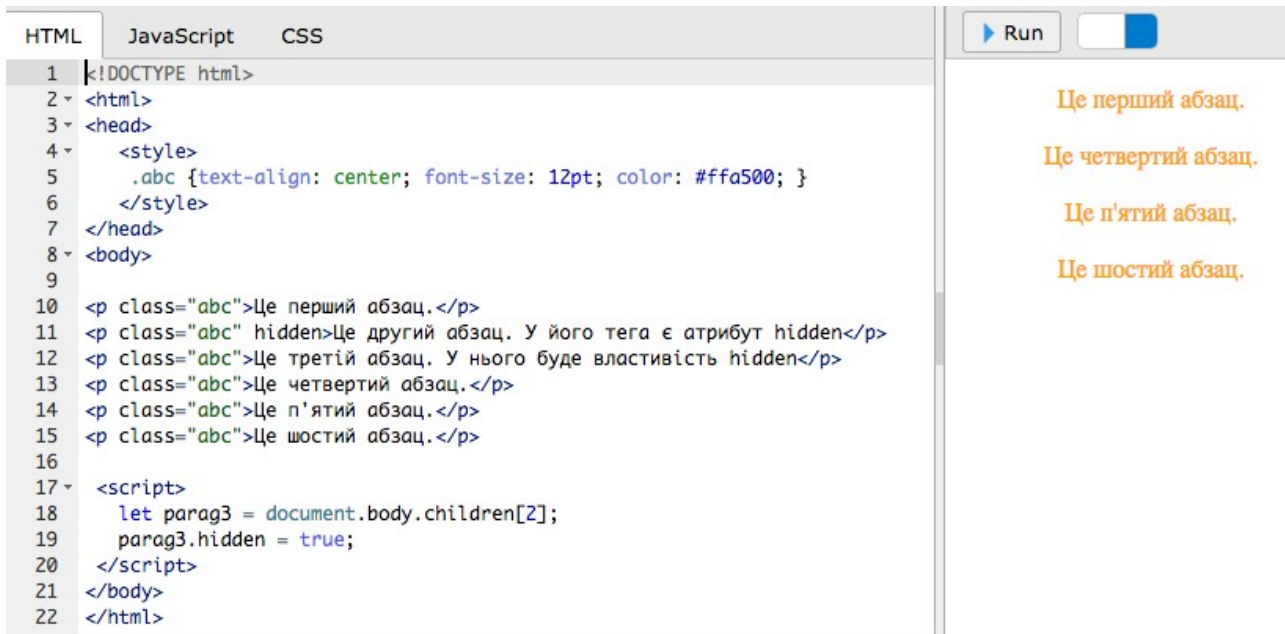 HTML JavaScript CSS
Run
1 <!DOCTYPE html>
2 <html>
3 <head>
4 <style>
5 .abc {text-align: center; font-size: 12pt; color: #ffa500; }
6 </style>
7 </head>
8 <body>
9
10 <p class="abc">Це перший абзац.</p>
11 <p class="abc" hidden>Це другий абзац. У його тега є атрибут hidden</p>
12 <p class="abc">Це третій абзац. У нього буде властивість hidden</p>
13 <p class="abc">Це четвертий абзац.</p>
14 <p class="abc">Це п'ятий абзац.</p>
15 <p class="abc">Це шостий абзац.</p>
16
17 <script>
18 let parag3 = document.body.children[2];
19 parag3.hidden = true;
20 </script>
21 </body>
22 </html>
Це перший абзац.
Це четвертий абзац.
Це п'ятий абзац.
Це шостий абзац.